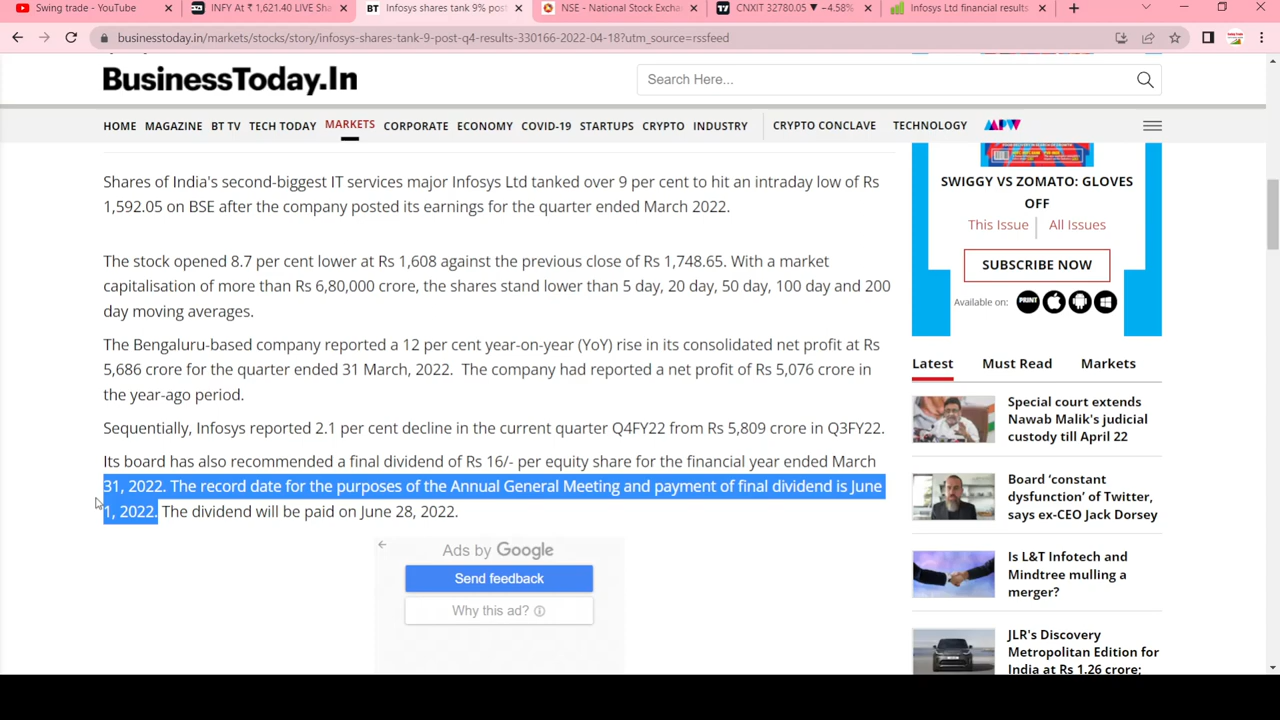 Swing trade - YouTube
INFY At ₹ 1,621.40 LIVE Sha
Infosys shares tank 9% post
NSE - National Stock Exchan
CNXIT 32780.05 ▼ −4.58%
Infosys Ltd financial results
businesstoday.in/markets/stocks/story/infosys-shares-tank-9-post-q4-results-330166-2022-04-18?utm_source=rssfeed
BusinessToday.In
Search Here...
HOME MAGAZINE BT TV TECH TODAY MARKETS CORPORATE ECONOMY COVID-19 STARTUPS CRYPTO INDUSTRY CRYPTO CONCLAVE TECHNOLOGY MPW
Shares of India's second-biggest IT services major Infosys Ltd tanked over 9 per cent to hit an intraday low of Rs
1,592.05 on BSE after the company posted its earnings for the quarter ended March 2022.
The stock opened 8.7 per cent lower at Rs 1,608 against the previous close of Rs 1,748.65. With a market
capitalisation of more than Rs 6,80,000 crore, the shares stand lower than 5 day, 20 day, 50 day, 100 day and 200
day moving averages.
The Bengaluru-based company reported a 12 per cent year-on-year (YoY) rise in its consolidated net profit at Rs
5,686 crore for the quarter ended 31 March, 2022. The company had reported a net profit of Rs 5,076 crore in
the year-ago period.
Sequentially, Infosys reported 2.1 per cent decline in the current quarter Q4FY22 from Rs 5,809 crore in Q3FY22.
Its board has also recommended a final dividend of Rs 16/- per equity share for the financial year ended March
31, 2022. The record date for the purposes of the Annual General Meeting and payment of final dividend is June
1, 2022. The dividend will be paid on June 28, 2022.
Ads by Google
Send feedback
Why this ad?
SWIGGY VS ZOMATO: GLOVES
OFF
This Issue All Issues
SUBSCRIBE NOW
Available on: PRINT
Latest Must Read Markets
Special court extends
Nawab Malik's judicial
custody till April 22
Board ‘constant
dysfunction’ of Twitter,
says ex-CEO Jack Dorsey
Is L&T Infotech and
Mindtree mulling a
merger?
JLR's Discovery
Metropolitan Edition for
India at Rs 1.26 crore;